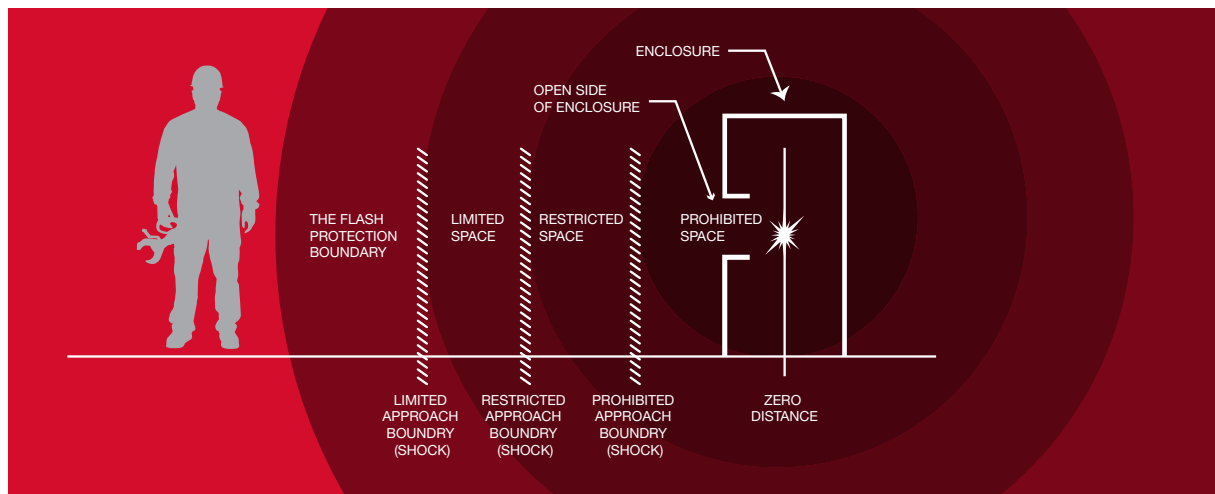 ENCLOSURE
OPEN SIDE
OF ENCLOSURE
THE FLASH
PROTECTION
BOUNDARY
LIMITED
SPACE
RESTRICTED
SPACE
PROHIBITED
SPACE
LIMITED
APPROACH
BOUNDRY
(SHOCK)
RESTRICTED
APPROACH
BOUNDRY
(SHOCK)
PROHIBITED
APPROACH
BOUNDRY
(SHOCK)
ZERO
DISTANCE